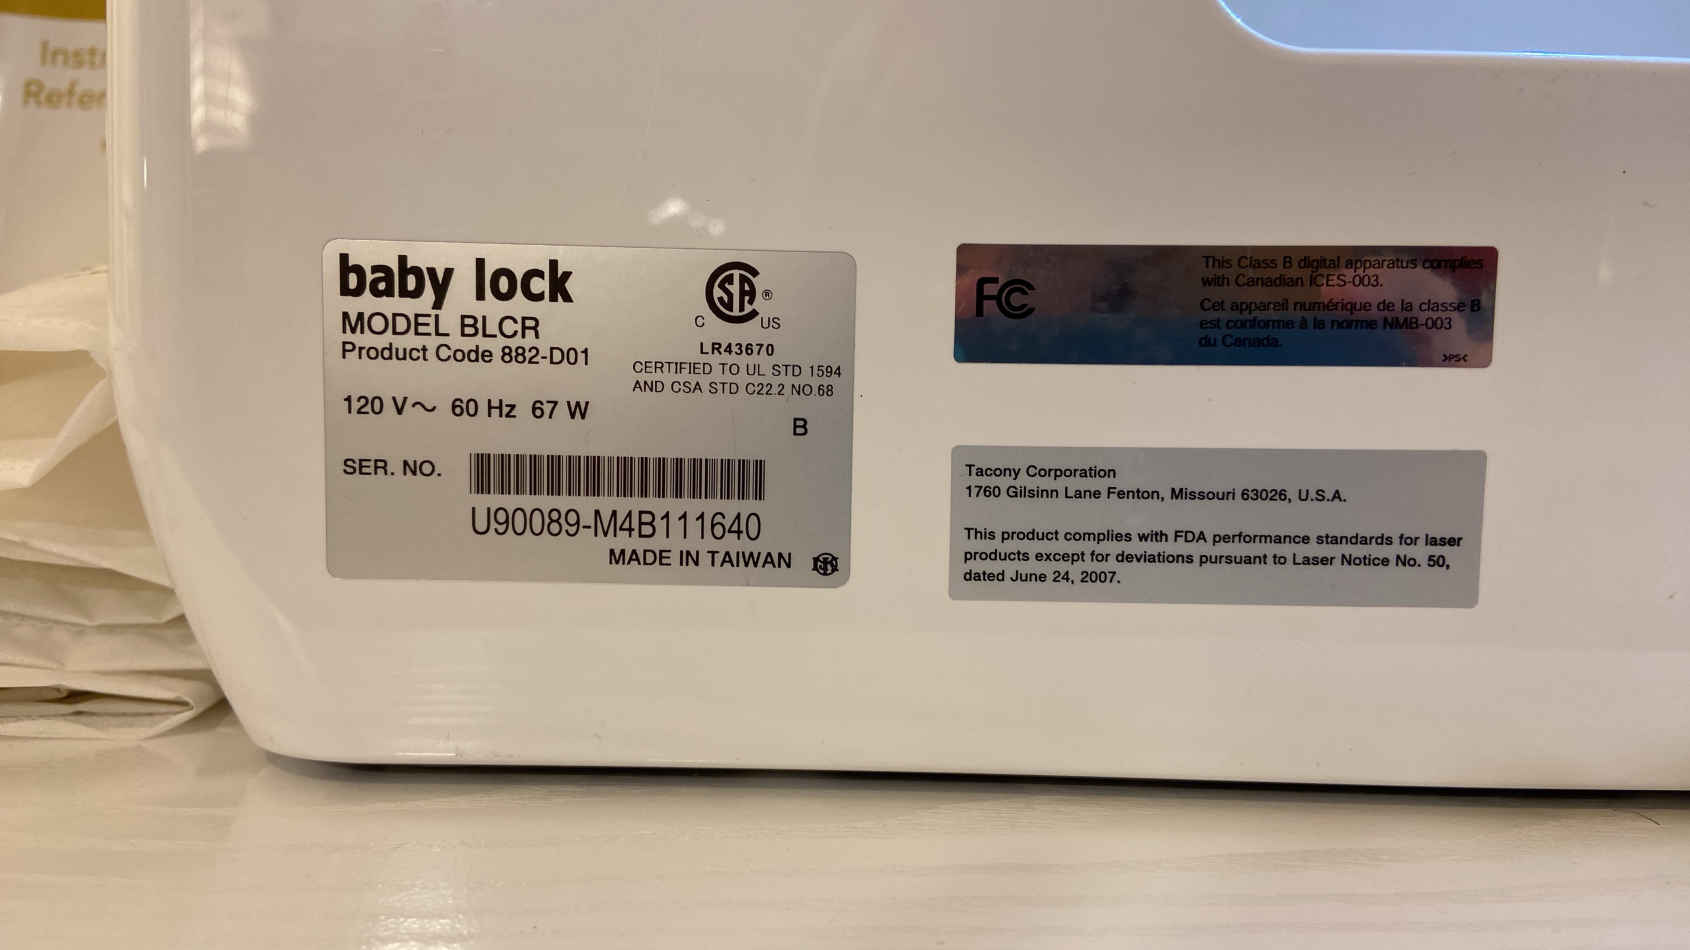 baby lock
MODEL BLCR
Product Code 882-D01
120 V～ 60 Hz 67 W
SA ®
C US
LR43670
CERTIFIED TO UL STD 1594
AND CSA STD C22.2 NO.68
B
SER. NO.
U90089-M4B111640
MADE IN TAIWAN
FC
This Class B digital apparatus complies
with Canadian ICES-003.
Cet appareil numérique de la classe B
est conforme à la norme NMB-003
du Canada.
>PS<
Tacony Corporation
1760 Gilsinn Lane Fenton, Missouri 63026, U.S.A.
This product complies with FDA performance standards for laser
products except for deviations pursuant to Laser Notice No. 50,
dated June 24, 2007.